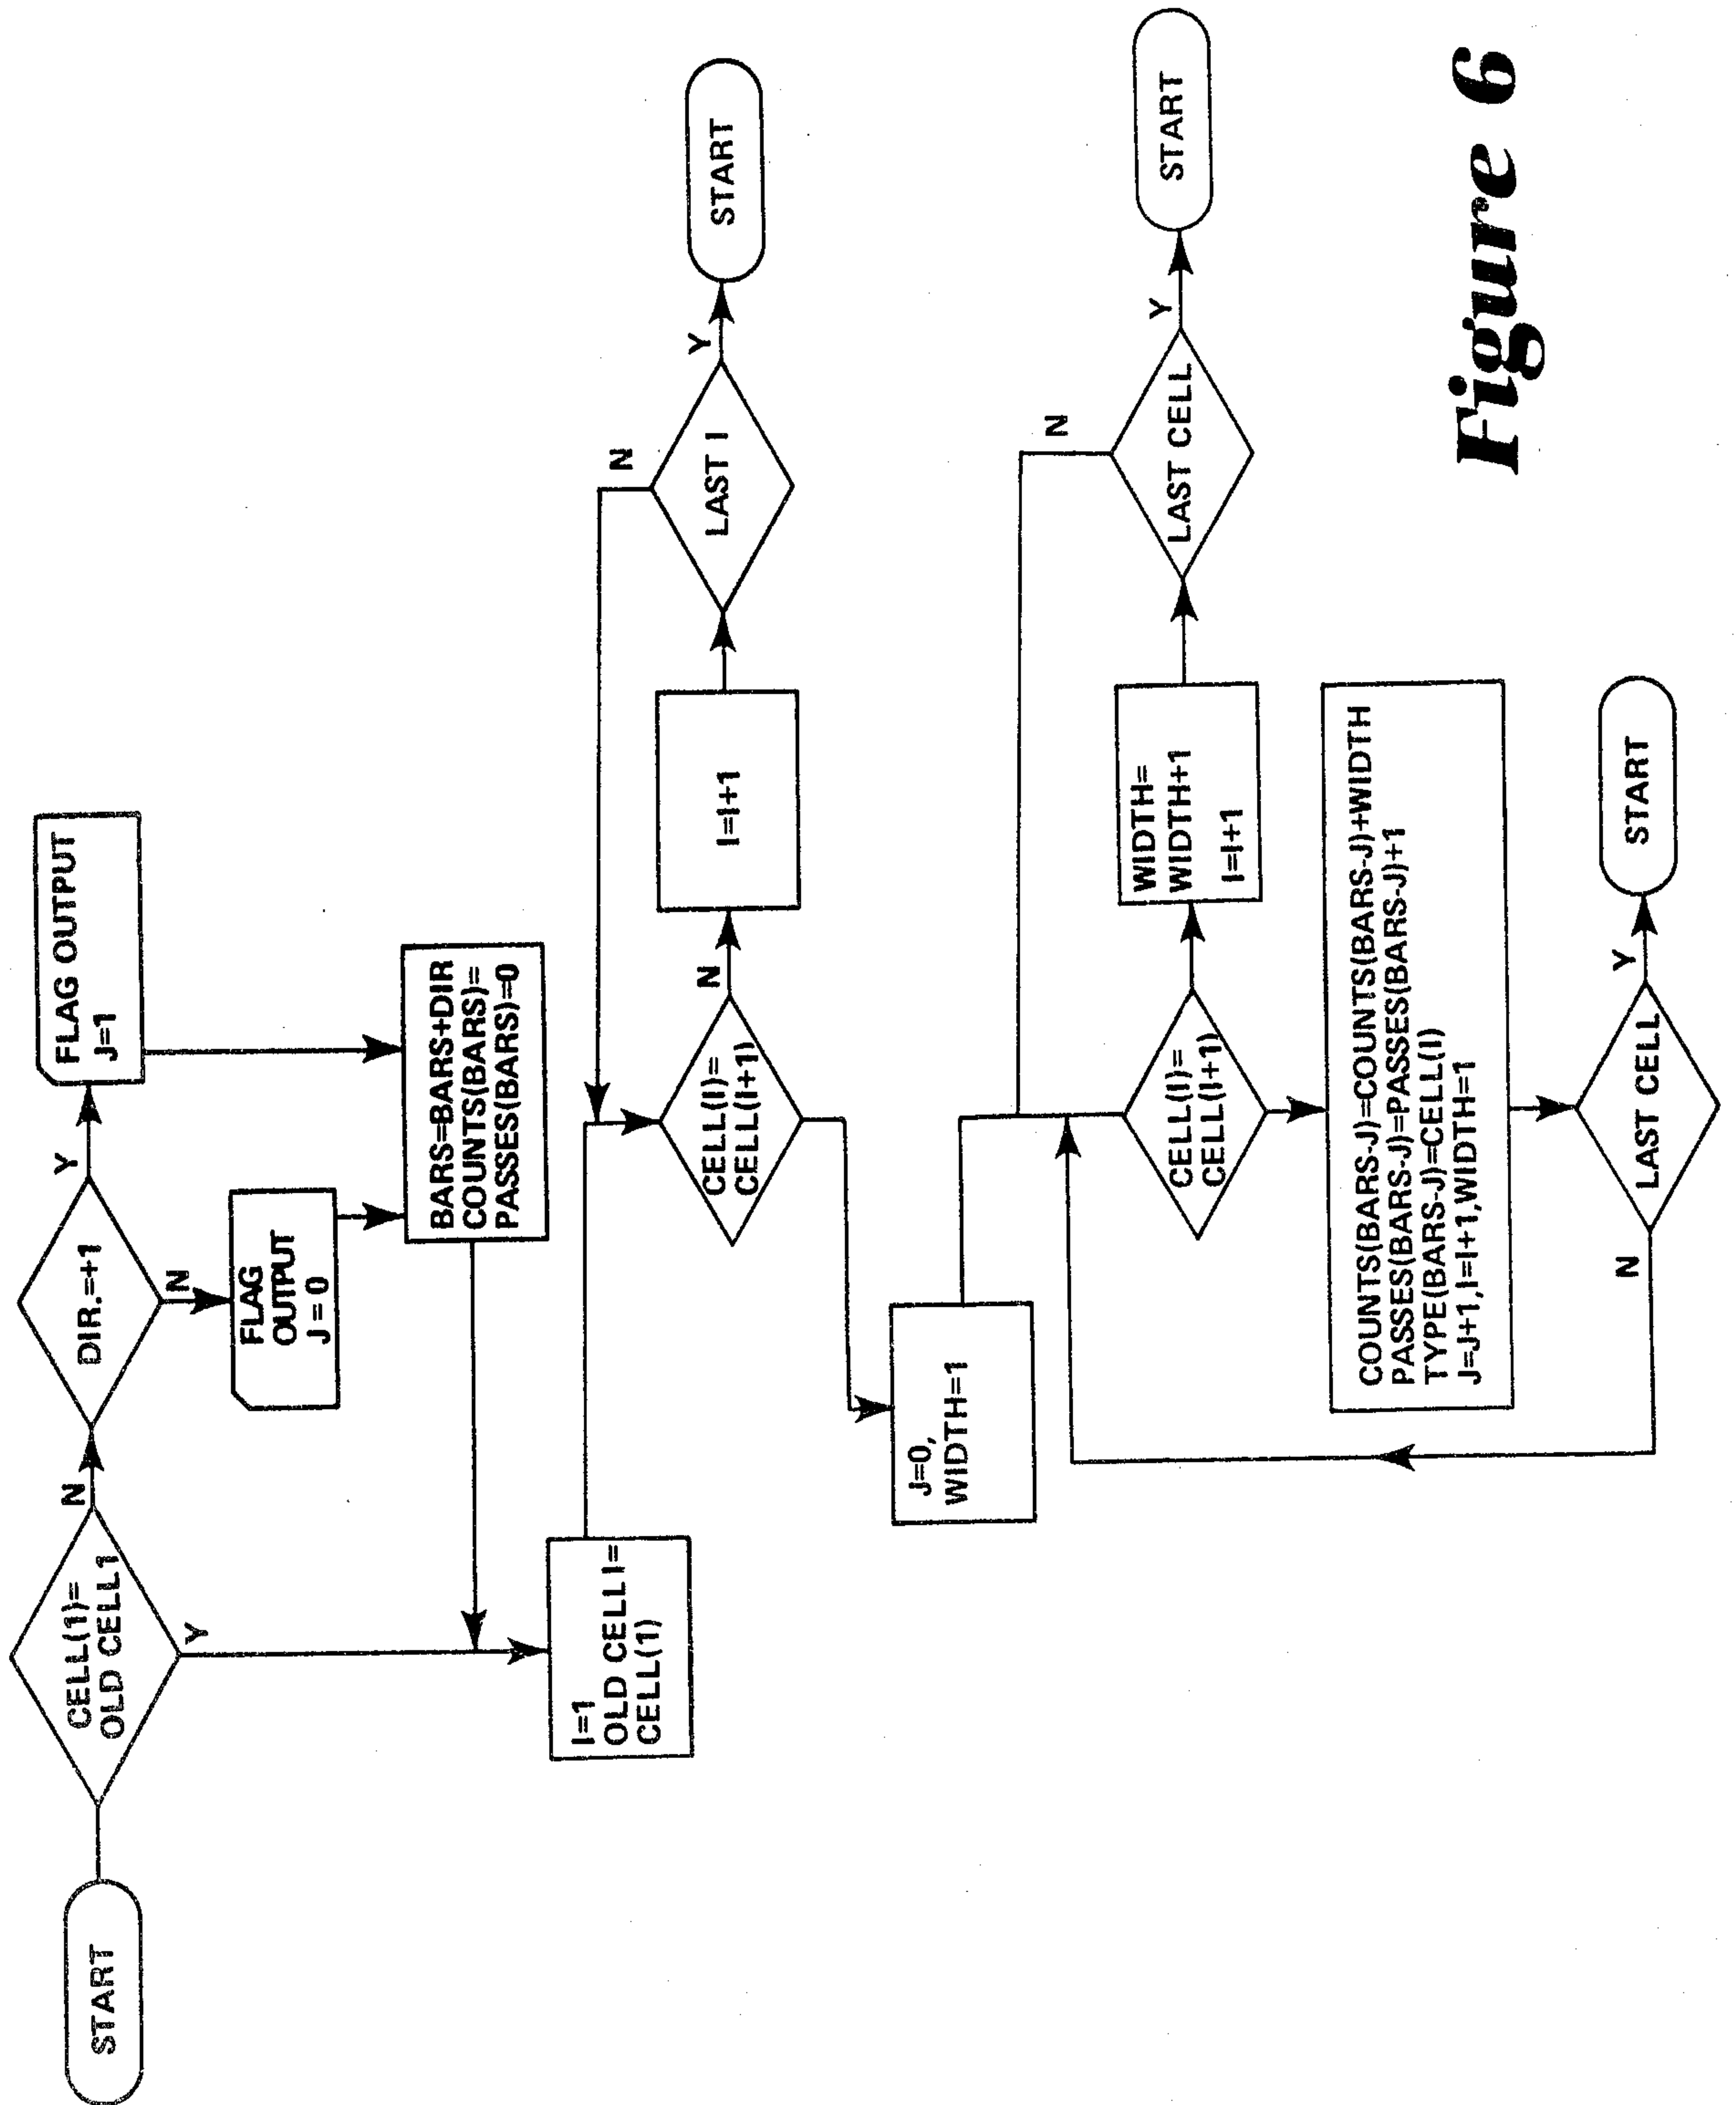 START
CELL(1)=
OLD CELL1
N
Y
DIR.=+1
Y
N
FLAG OUTPUT
J=1
FLAG
OUTPUT
J=0
BARS=BARS+DIR
COUNTS(BARS)=
PASSES(BARS)=0
I=1
OLD CELLI=
CELL(1)
CELL(I)=
CELL(I+1)
N
I=I+1
LAST I
N
Y
START
J=0,
WIDTH=1
CELL(I)=
CELL(I+1)
WIDTH=
WIDTH+1
I=I+1
LAST CELL
N
Y
START
COUNTS(BARS-J)=COUNTS(BARS-J)+WIDTH
PASSES(BARS-J)=PASSES(BARS-J)+1
TYPE(BARS-J)=CELL(I)
J=J+1,I=I+1,WIDTH=1
LAST CELL
N
Y
START
Figure 6